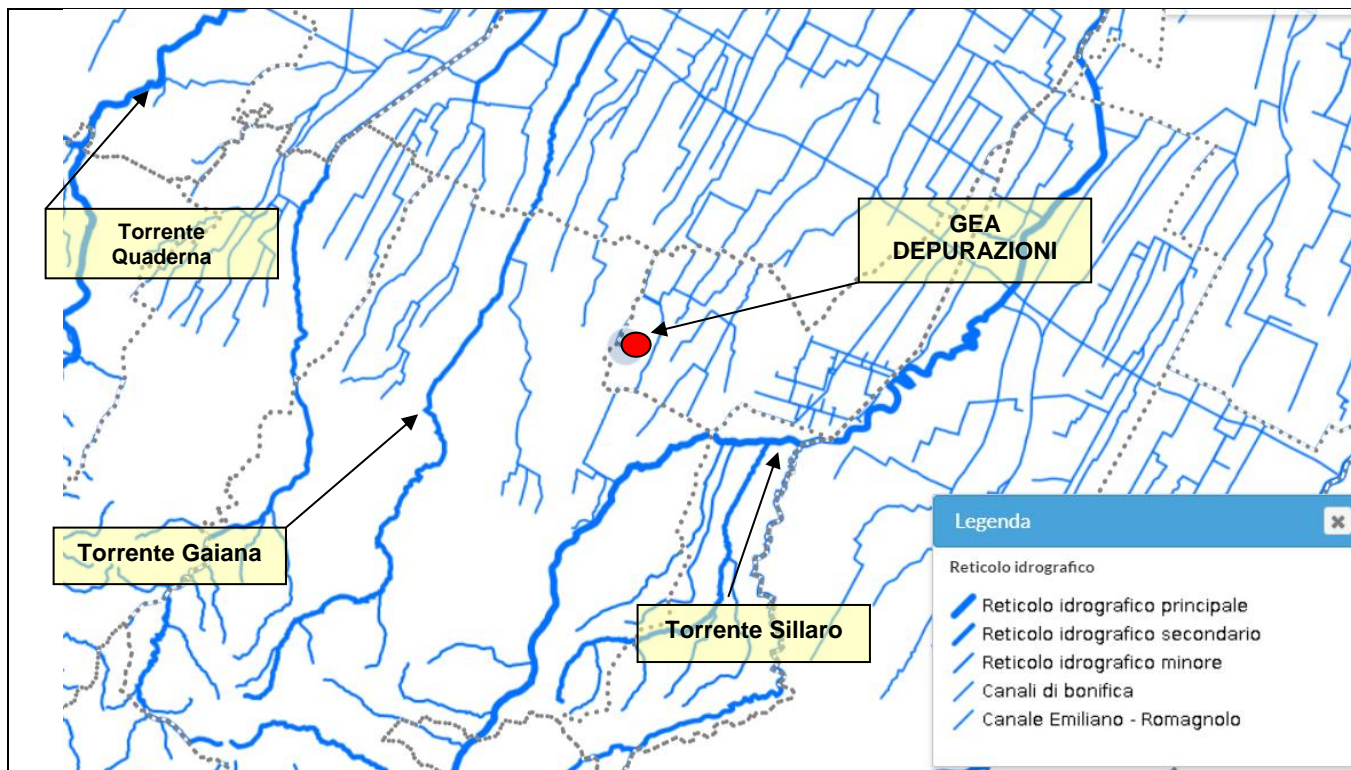 Torrente
Quaderna
GEA
DEPURAZIONI
Torrente Gaiana
Torrente Sillaro
Legenda
Reticolo idrografico
Reticolo idrografico principale
Reticolo idrografico secondario
Reticolo idrografico minore
Canali di bonifica
Canale Emiliano - Romagnolo